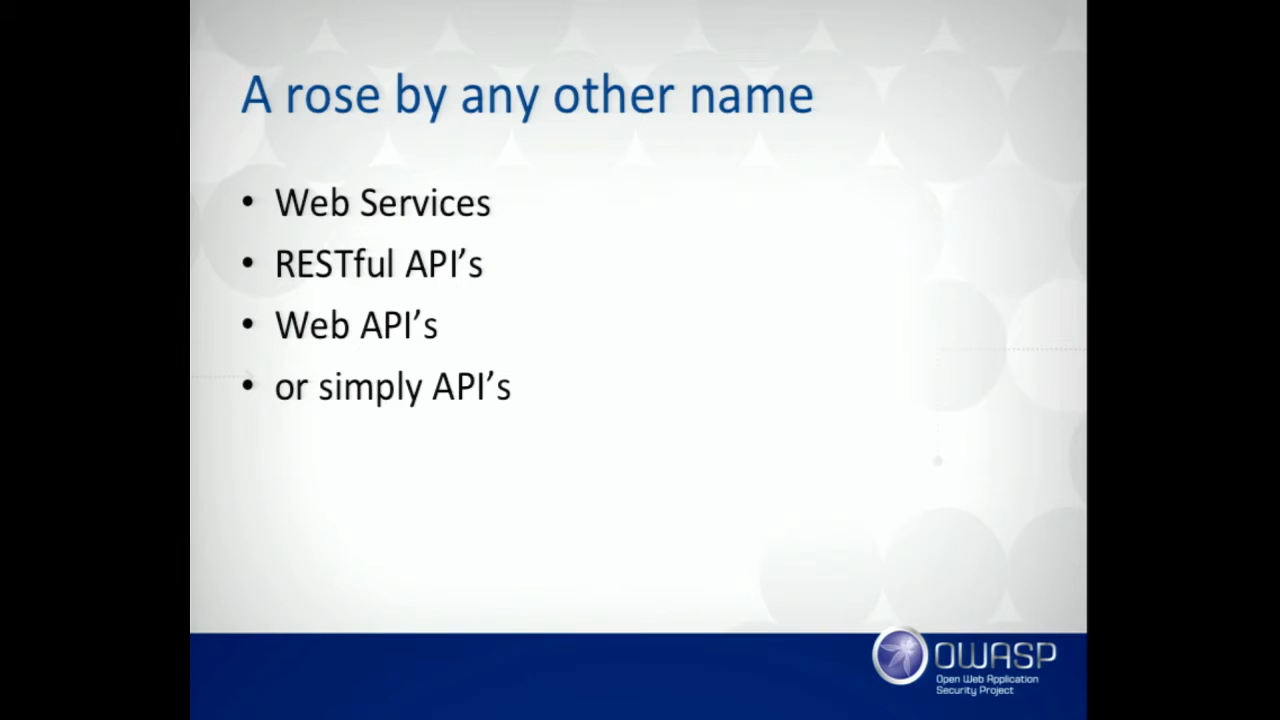 A rose by any other name
• Web Services
• RESTful API’s
• Web API’s
• or simply API’s
OWASP
Open Web Application
Security Project